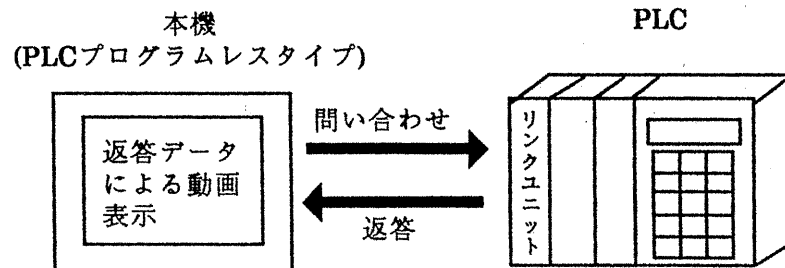 本機
(PLCプログラムレスタイプ)
PLC
問い合わせ
返答データ
による動画
表示
返答
リンクユニット